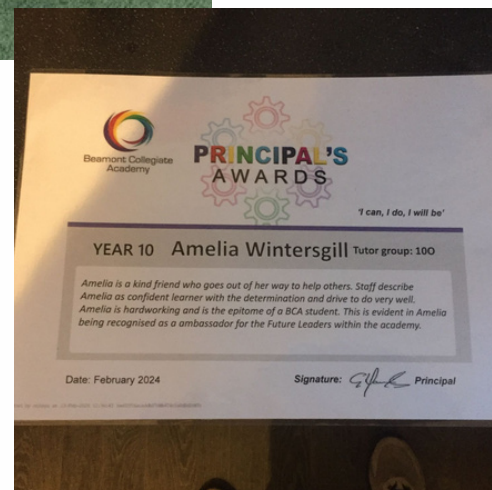 Beamont Collegiate
Academy
PRINCIPAL'S
AWARDS
'I can, I do, I will be'
YEAR 10 Amelia Wintersgill Tutor group: 10O
Amelia is a kind friend who goes out of her way to help others. Staff describe
Amelia as confident learner with the determination and drive to do very well.
Amelia is hardworking and is the epitome of a BCA student. This is evident in Amelia
being recognised as a ambassador for the Future Leaders within the academy.
Date: February 2024
Signature:
Principal